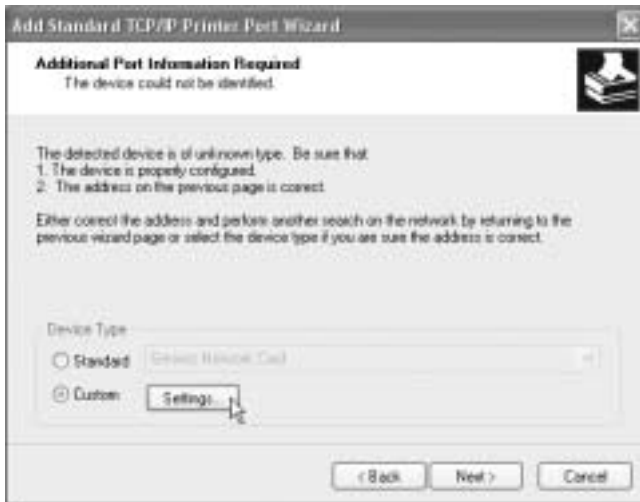 Add Standard TCP/IP Printer Port Wizard
Additional Port Information Required
The device could not be identified.
The detected device is of unknown type. Be sure that:
1. The device is properly configured.
2. The address on the previous page is correct.
Either correct the address and perform another search on the network by returning to the
previous wizard page or select the device type if you are sure the address is correct.
Device Type
Standard Generic Network Card
Custom Settings...
< Back Next > Cancel